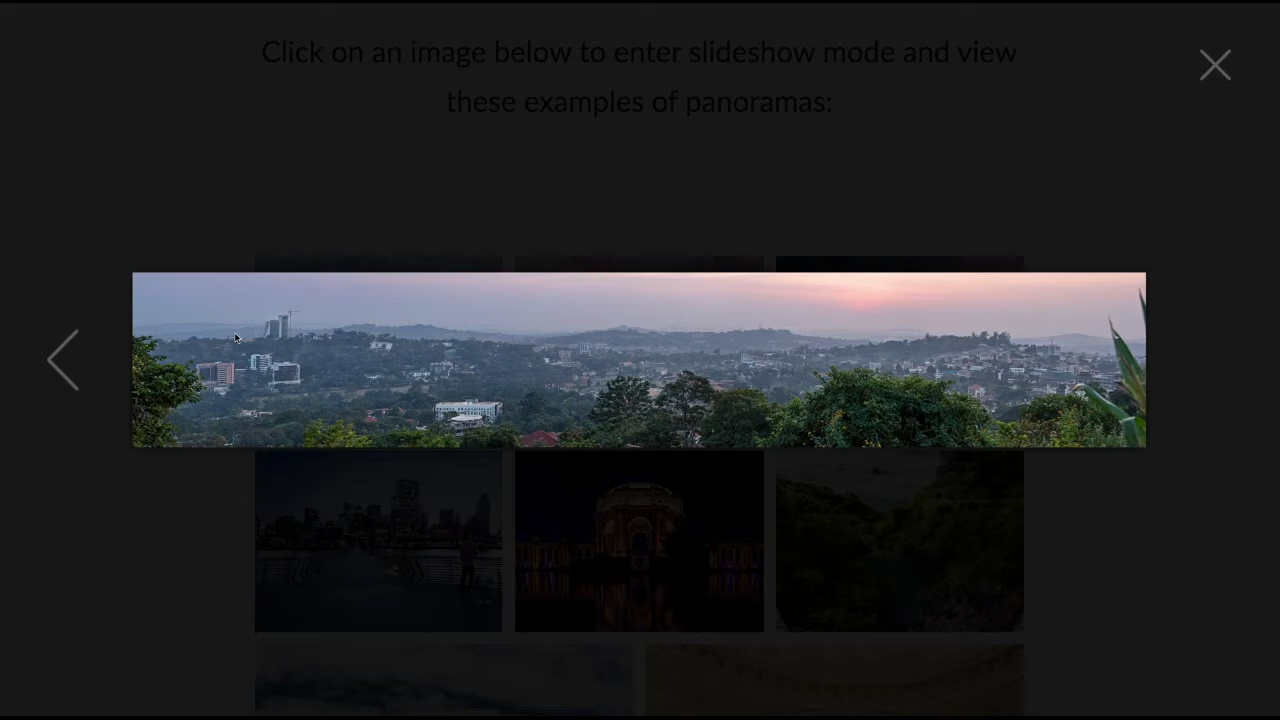 Click on an image below to enter slideshow mode and view
these examples of panoramas: